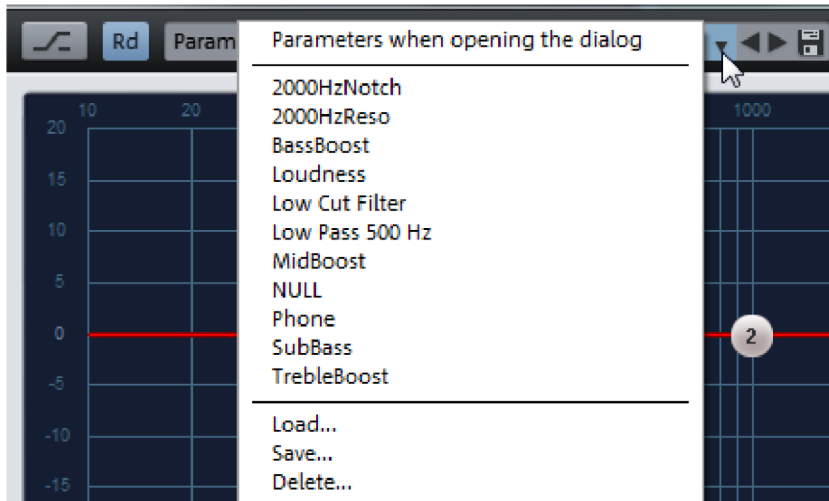 Rd
Param
Parameters when opening the dialog
2000HzNotch
2000HzReso
BassBoost
Loudness
Low Cut Filter
Low Pass 500 Hz
MidBoost
NULL
Phone
SubBass
TrebleBoost
Load...
Save...
Delete...
10
20
1000
20
15
10
5
0
-5
-10
-15
2